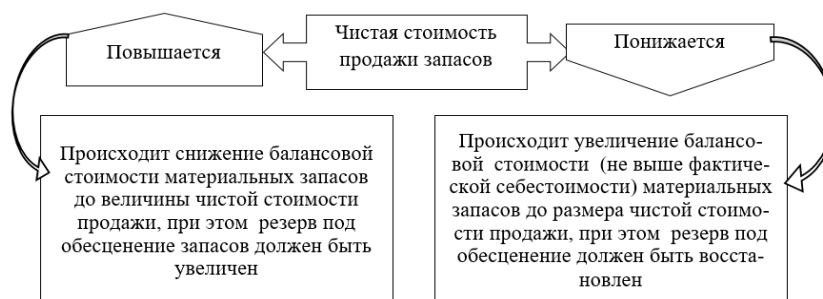 Повышается
Чистая стоимость
продажи запасов
Понижается
Происходит снижение балансовой
стоимости материальных запасов
до величины чистой стоимости
продажи, при этом резерв под
обесценение запасов должен быть
увеличен
Происходит увеличение балансо-
вой стоимости (не выше фактиче-
ской себестоимости) материальных
запасов до размера чистой стоимо-
сти продажи, при этом резерв под
обесценение должен быть восста-
новлен